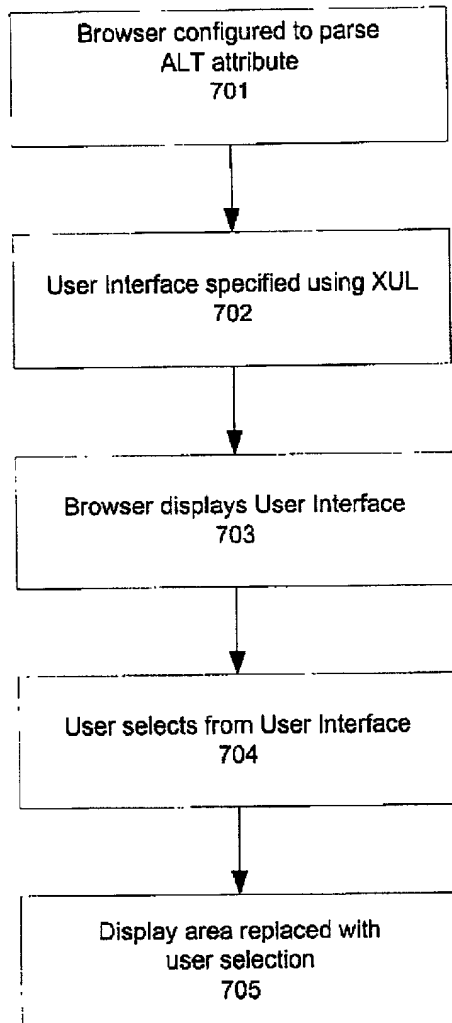 Browser configured to parse
ALT attribute
701
User Interface specified using XUL
702
Browser displays User Interface
703
User selects from User Interface
704
Display area replaced with
user selection
705